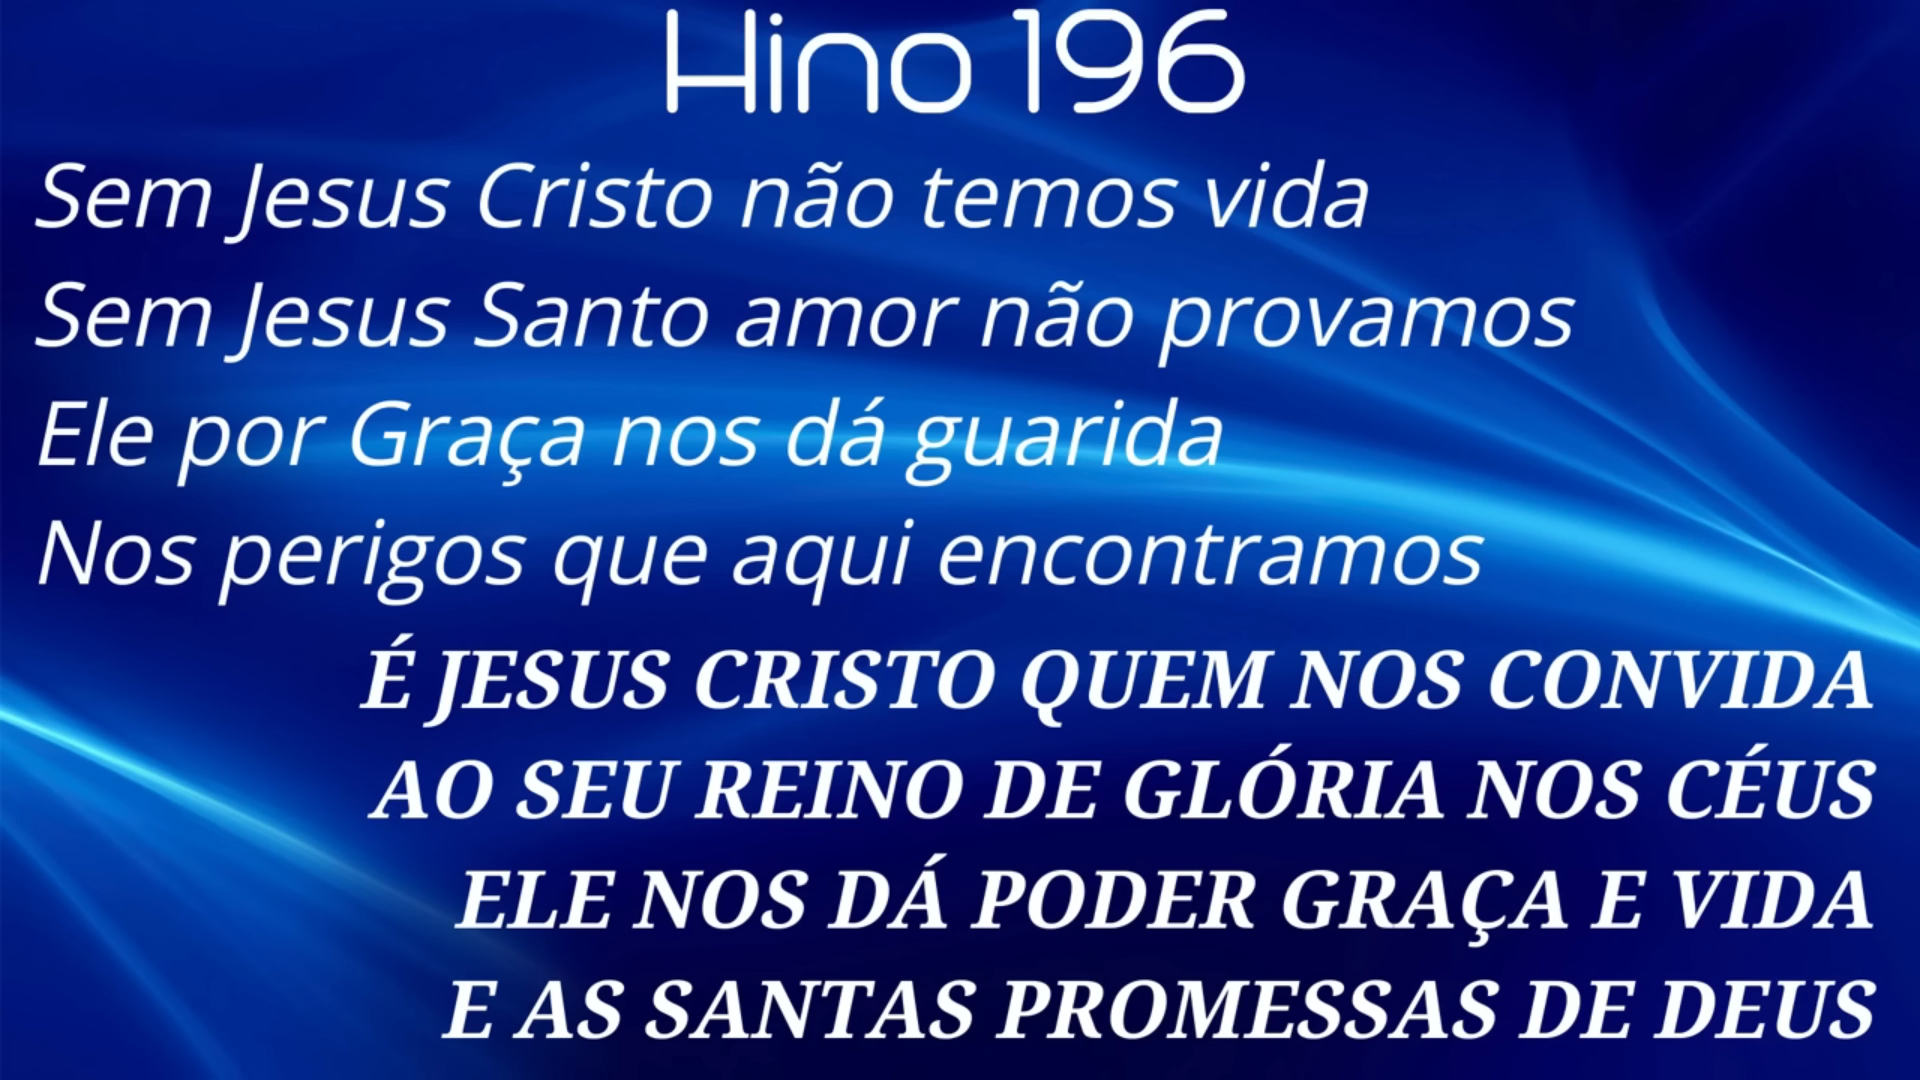 Hino 196
Sem Jesus Cristo não temos vida
Sem Jesus Santo amor não provamos
Ele por Graça nos dá guarida
Nos perigos que aqui encontramos
É JESUS CRISTO QUEM NOS CONVIDA
AO SEU REINO DE GLÓRIA NOS CÉUS
ELE NOS DÁ PODER GRAÇA E VIDA
E AS SANTAS PROMESSAS DE DEUS